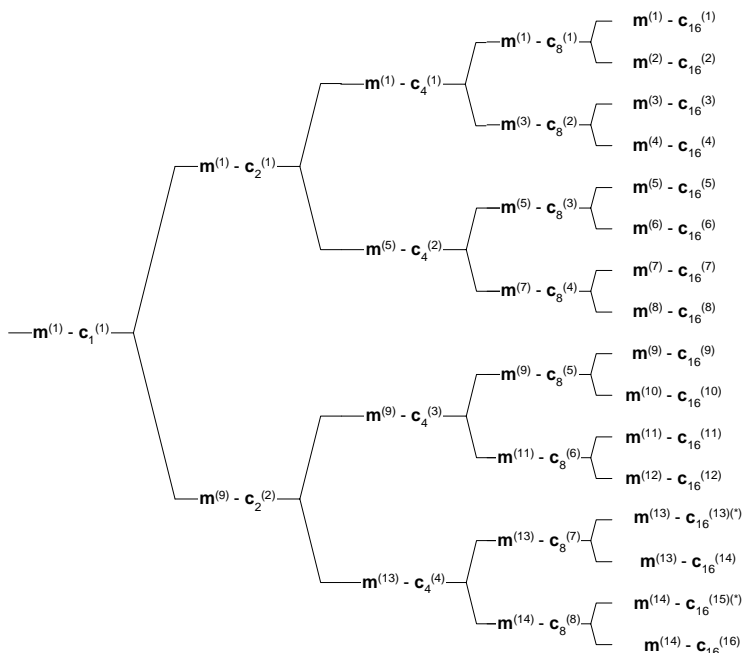 m⁽¹⁾ - c₁⁽¹⁾
m⁽¹⁾ - c₂⁽¹⁾
m⁽⁹⁾ - c₂⁽²⁾
m⁽¹⁾ - c₄⁽¹⁾
m⁽⁵⁾ - c₄⁽²⁾
m⁽⁹⁾ - c₄⁽³⁾
m⁽¹³⁾ - c₄⁽⁴⁾
m⁽¹⁾ - c₈⁽¹⁾
m⁽³⁾ - c₈⁽²⁾
m⁽⁵⁾ - c₈⁽³⁾
m⁽⁷⁾ - c₈⁽⁴⁾
m⁽⁹⁾ - c₈⁽⁵⁾
m⁽¹¹⁾ - c₈⁽⁶⁾
m⁽¹³⁾ - c₈⁽⁷⁾
m⁽¹⁴⁾ - c₈⁽⁸⁾
m⁽¹⁾ - c₁₆⁽¹⁾
m⁽²⁾ - c₁₆⁽²⁾
m⁽³⁾ - c₁₆⁽³⁾
m⁽⁴⁾ - c₁₆⁽⁴⁾
m⁽⁵⁾ - c₁₆⁽⁵⁾
m⁽⁶⁾ - c₁₆⁽⁶⁾
m⁽⁷⁾ - c₁₆⁽⁷⁾
m⁽⁸⁾ - c₁₆⁽⁸⁾
m⁽⁹⁾ - c₁₆⁽⁹⁾
m⁽¹⁰⁾ - c₁₆⁽¹⁰⁾
m⁽¹¹⁾ - c₁₆⁽¹¹⁾
m⁽¹²⁾ - c₁₆⁽¹²⁾
m⁽¹³⁾ - c₁₆⁽¹³⁾⁽*⁾
m⁽¹³⁾ - c₁₆⁽¹⁴⁾
m⁽¹⁴⁾ - c₁₆⁽¹⁵⁾⁽*⁾
m⁽¹⁴⁾ - c₁₆⁽¹⁶⁾